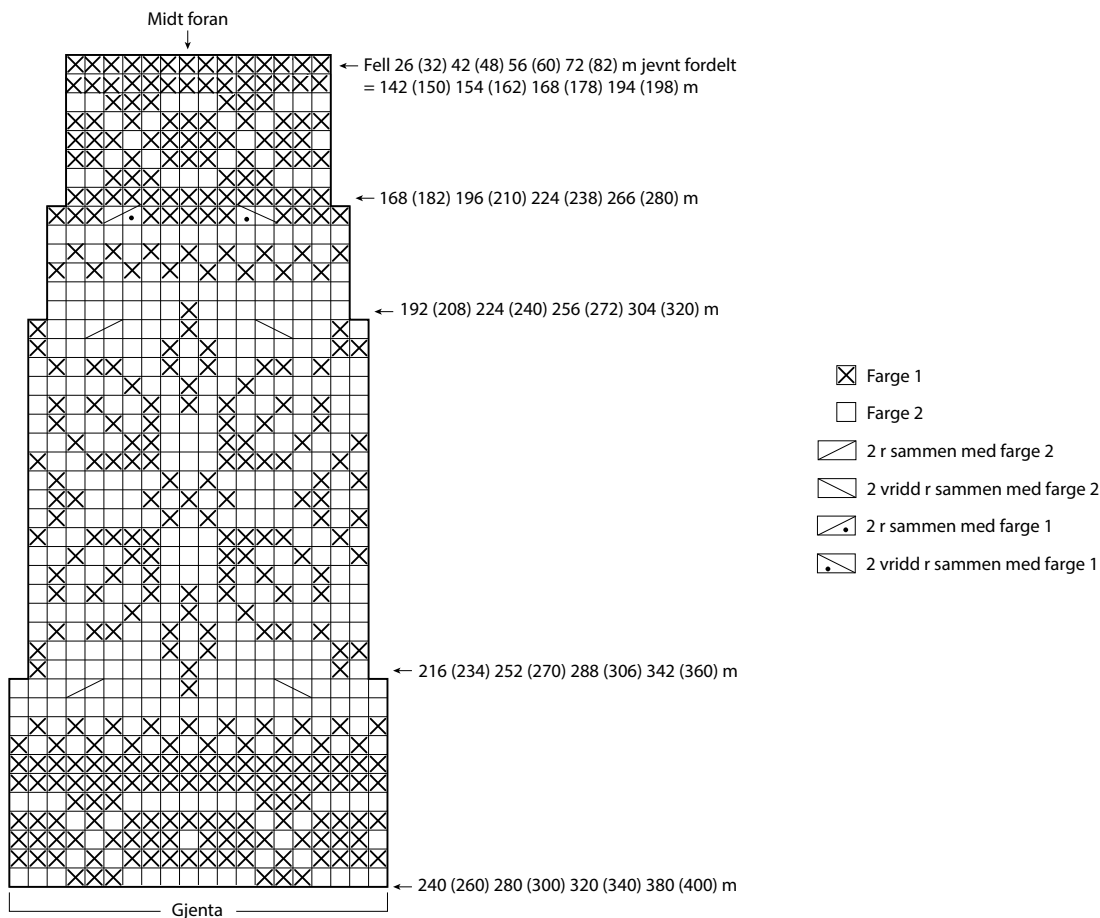 Midt foran
Fell 26 (32) 42 (48) 56 (60) 72 (82) m jevnt fordelt
= 142 (150) 154 (162) 168 (178) 194 (198) m
168 (182) 196 (210) 224 (238) 266 (280) m
192 (208) 224 (240) 256 (272) 304 (320) m
Farge 1
Farge 2
2 r sammen med farge 2
2 vridd r sammen med farge 2
2 r sammen med farge 1
2 vridd r sammen med farge 1
216 (234) 252 (270) 288 (306) 342 (360) m
240 (260) 280 (300) 320 (340) 380 (400) m
Gjenta